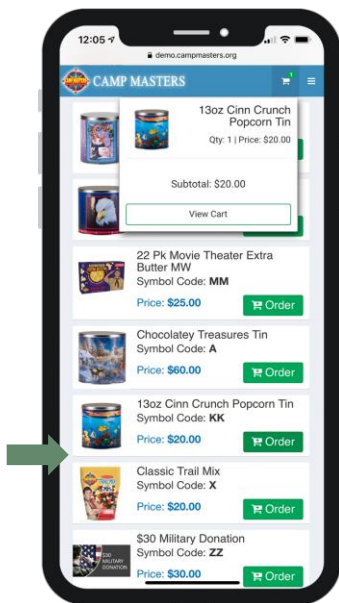 12:05
demo.campmasters.org
CAMP MASTERS
1
13oz Cinn Crunch
Popcorn Tin
Qty: 1 | Price: $20.00
Subtotal: $20.00
View Cart
22 Pk Movie Theater Extra
Butter MW
Symbol Code: MM
Price: $25.00
Order
Chocolatey Treasures Tin
Symbol Code: A
Price: $60.00
Order
13oz Cinn Crunch Popcorn Tin
Symbol Code: KK
Price: $20.00
Order
Classic Trail Mix
Symbol Code: X
Price: $20.00
Order
$30 Military Donation
Symbol Code: ZZ
$30
MILITARY
DONATION
Price: $30.00
Order